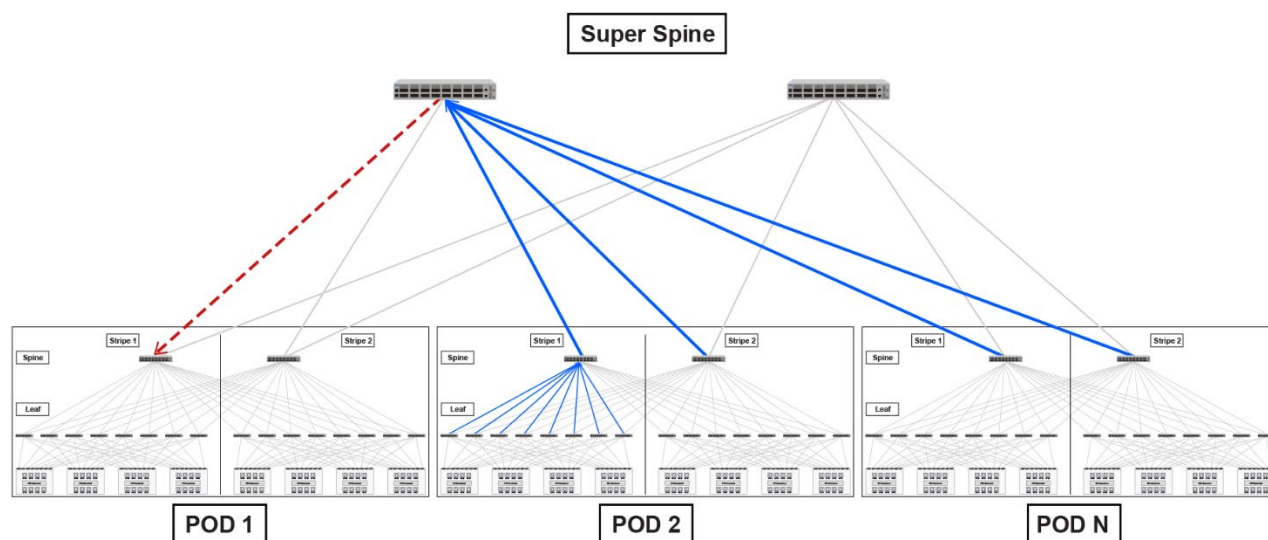 Super Spine
Stripe 1
Stripe 2
Spine
Leaf
POD 1
Stripe 1
Stripe 2
Spine
Leaf
POD 2
Stripe 1
Stripe 2
Spine
Leaf
POD N